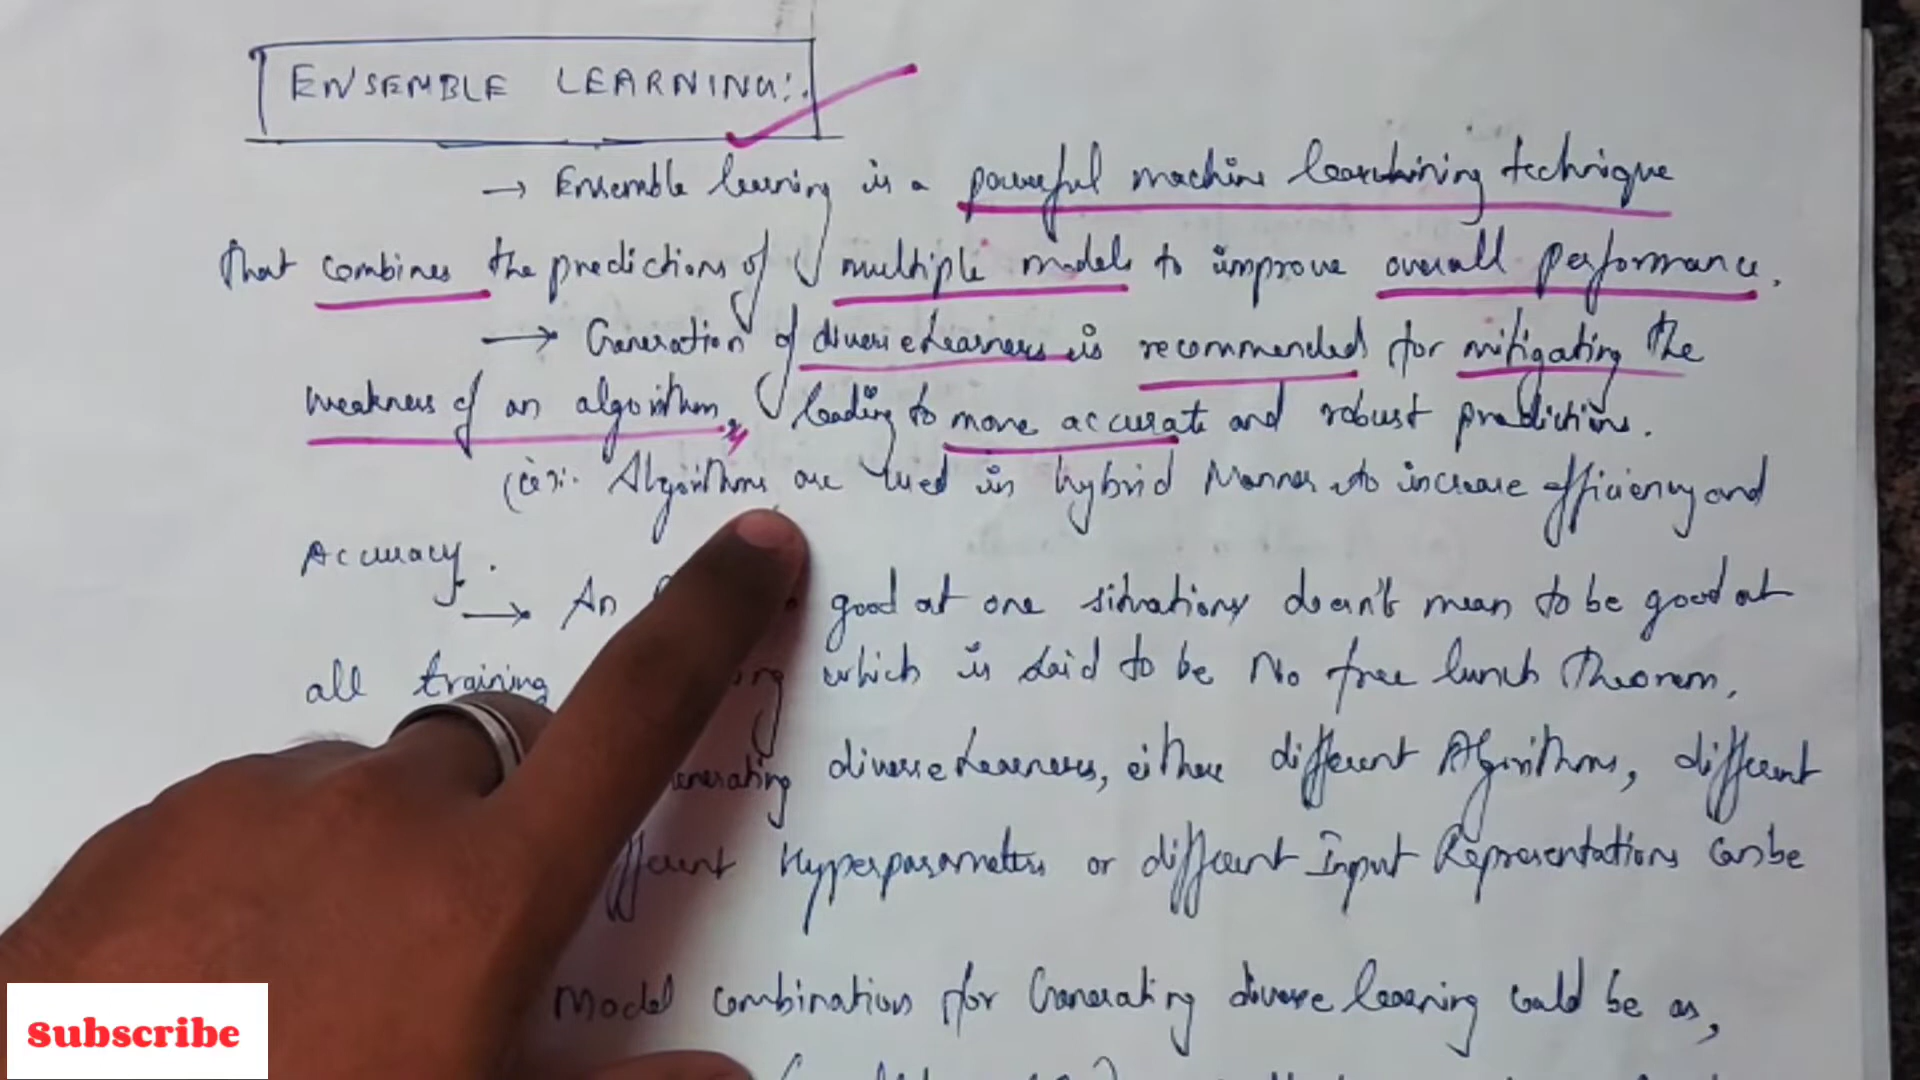 ENSEMBLE LEARNING:.
→ Ensemble learning is a powerful machine learning technique
that combines the predictions of multiple models to improve overall performance.
→ Generation of diverse Learners is recommended for mitigating the
weakness of an algorithm, leading to more accurate and robust predictions.
(ex:. Algorithms are used in hybrid Manner to increase efficiency and
Accuracy.
→ An good at one situations doesn't mean to be good at
all training which is said to be No free lunch Theorem.
diverse Learners, either different Algorithms, different
Hyperparameters or different Input Representations can be
Model combinations for Generating diverse learning could be as,
Subscribe